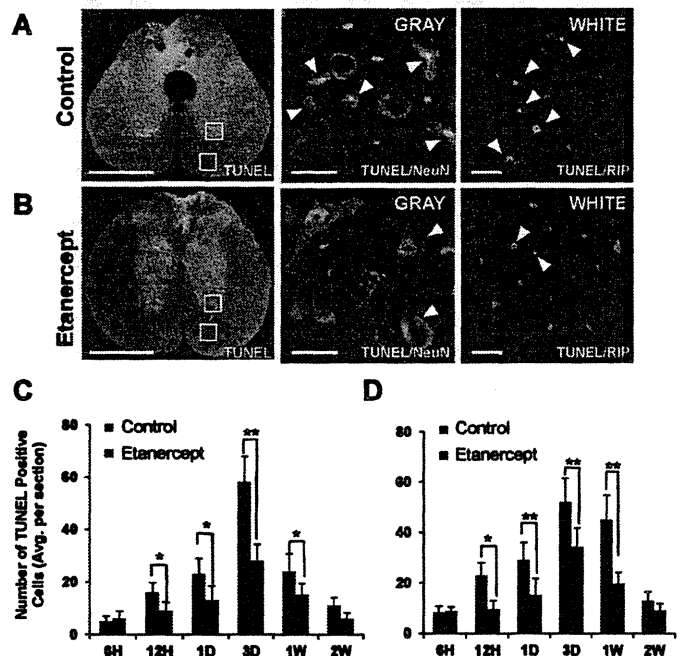 A
Control
GRAY
WHITE
TUNEL
TUNEL/NeuN
TUNEL/RIP
B
Etanercept
GRAY
WHITE
TUNEL
TUNEL/NeuN
TUNEL/RIP
C
Number of TUNEL Positive
Cells (Avg. per section)
80
60
40
20
0
Control
Etanercept
*
*
**
*
6H 12H 1D 3D 1W 2W
D
80
60
40
20
0
Control
Etanercept
*
**
**
**
6H 12H 1D 3D 1W 2W